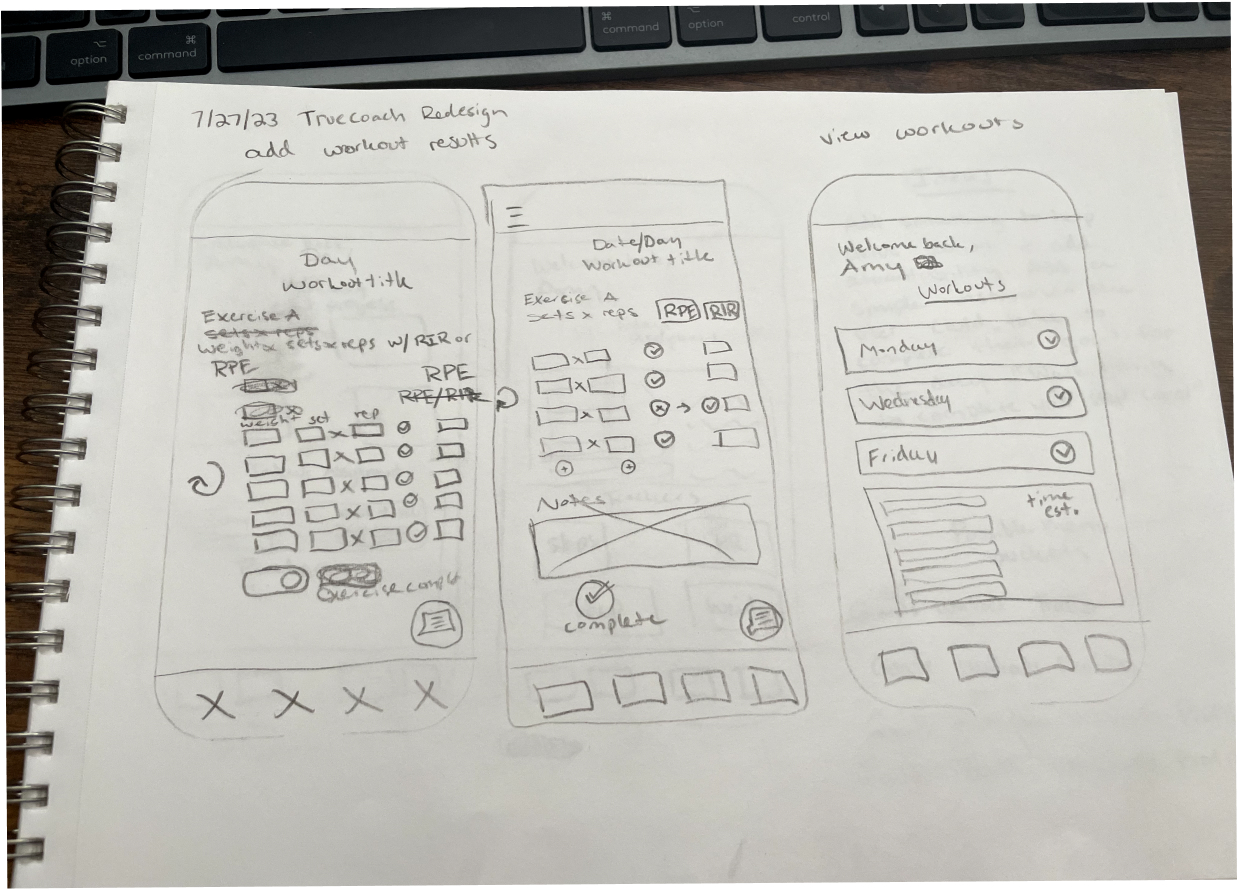 ⌥
option
⌘
command
⌘
command
⌥
option
control
7/27/23 Truecoach Redesign
add workout results
view workouts
Day
Workout title
Exercise A
sets x reps
weight x sets x reps w/ RIR or
RPE
RPE
RPE/RIR
weight set rep
x
x
x
x
x
exercise complet
X X X X
Date/Day
Workout title
Exercise A
sets x reps RPE RIR
x
x
x
x
Notes
complete
Welcome back,
Amy
Workouts
Monday
Wednesday
Friday
time
est.